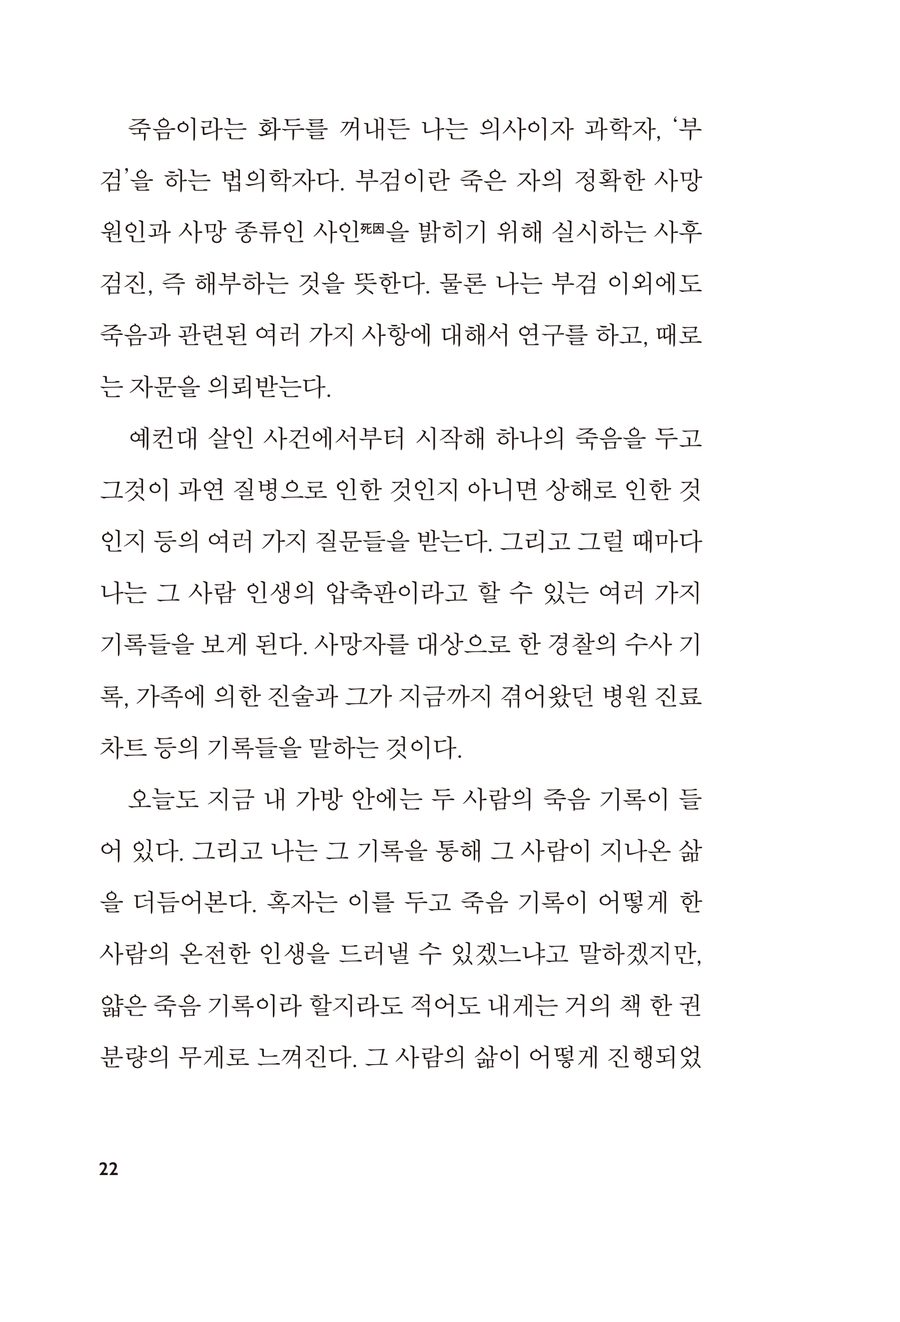 죽음이라는 화두를 꺼내든 나는 의사이자 과학자, ‘부
검’을 하는 법의학자다. 부검이란 죽은 자의 정확한 사망
원인과 사망 종류인 사인死因을 밝히기 위해 실시하는 사후
검진, 즉 해부하는 것을 뜻한다. 물론 나는 부검 이외에도
죽음과 관련된 여러 가지 사항에 대해서 연구를 하고, 때로
는 자문을 의뢰받는다.
예컨대 살인 사건에서부터 시작해 하나의 죽음을 두고
그것이 과연 질병으로 인한 것인지 아니면 상해로 인한 것
인지 등의 여러 가지 질문들을 받는다. 그리고 그럴 때마다
나는 그 사람 인생의 압축판이라고 할 수 있는 여러 가지
기록들을 보게 된다. 사망자를 대상으로 한 경찰의 수사 기
록, 가족에 의한 진술과 그가 지금까지 겪어왔던 병원 진료
차트 등의 기록들을 말하는 것이다.
오늘도 지금 내 가방 안에는 두 사람의 죽음 기록이 들
어 있다. 그리고 나는 그 기록을 통해 그 사람이 지나온 삶
을 더듬어본다. 혹자는 이를 두고 죽음 기록이 어떻게 한
사람의 온전한 인생을 드러낼 수 있겠느냐고 말하겠지만,
얇은 죽음 기록이라 할지라도 적어도 내게는 거의 책 한 권
분량의 무게로 느껴진다. 그 사람의 삶이 어떻게 진행되었
22